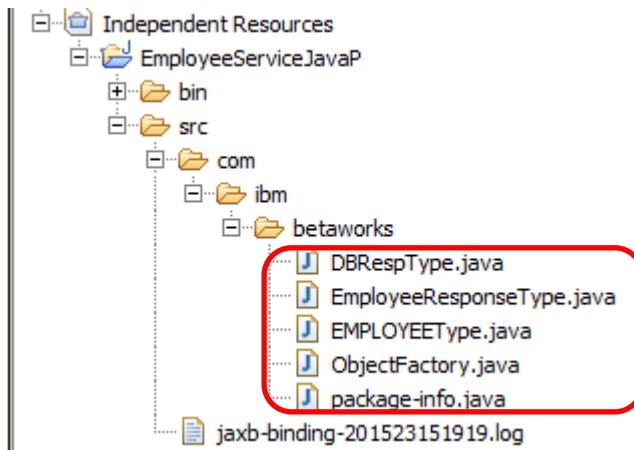 Independent Resources
EmployeeServiceJavaP
bin
src
com
ibm
betaworks
DBRespType.java
EmployeeResponseType.java
EMPLOYEEType.java
ObjectFactory.java
package-info.java
jaxb-binding-201523151919.log